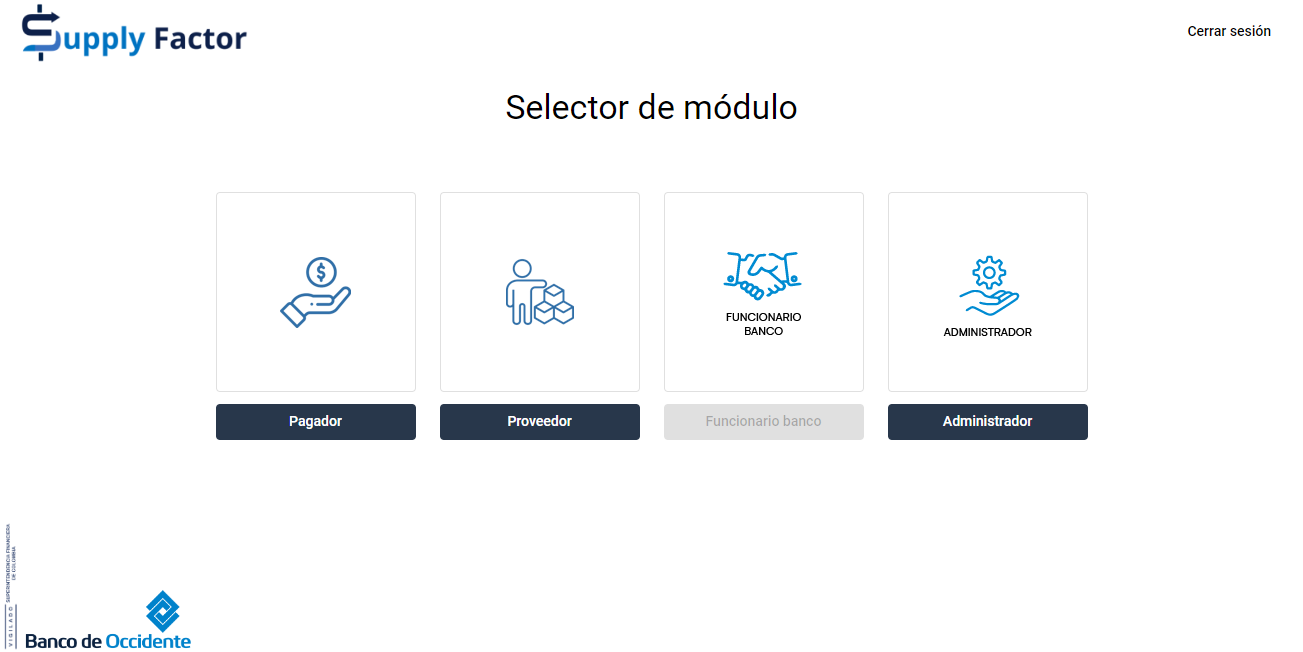 Supply Factor
Cerrar sesión
Selector de módulo
FUNCIONARIO
BANCO
ADMINISTRADOR
Pagador
Proveedor
Funcionario banco
Administrador
VIGILADO SUPERINTENDENCIA FINANCIERA
DE COLOMBIA
Banco de Occidente